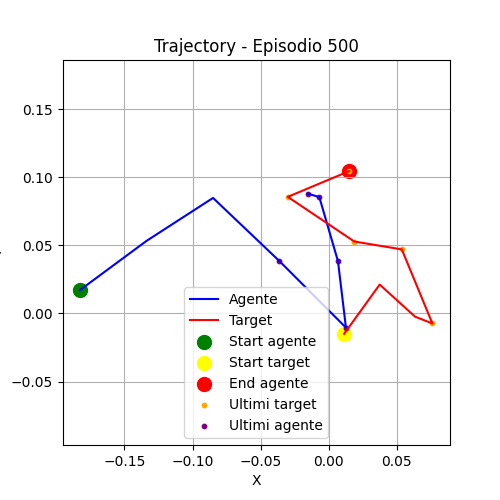 Trajectory - Episodio 500
0.15
0.10
0.05
0.00
−0.05
−0.15
−0.10
−0.05
0.00
0.05
X
Agente
Target
Start agente
Start target
End agente
Ultimi target
Ultimi agente